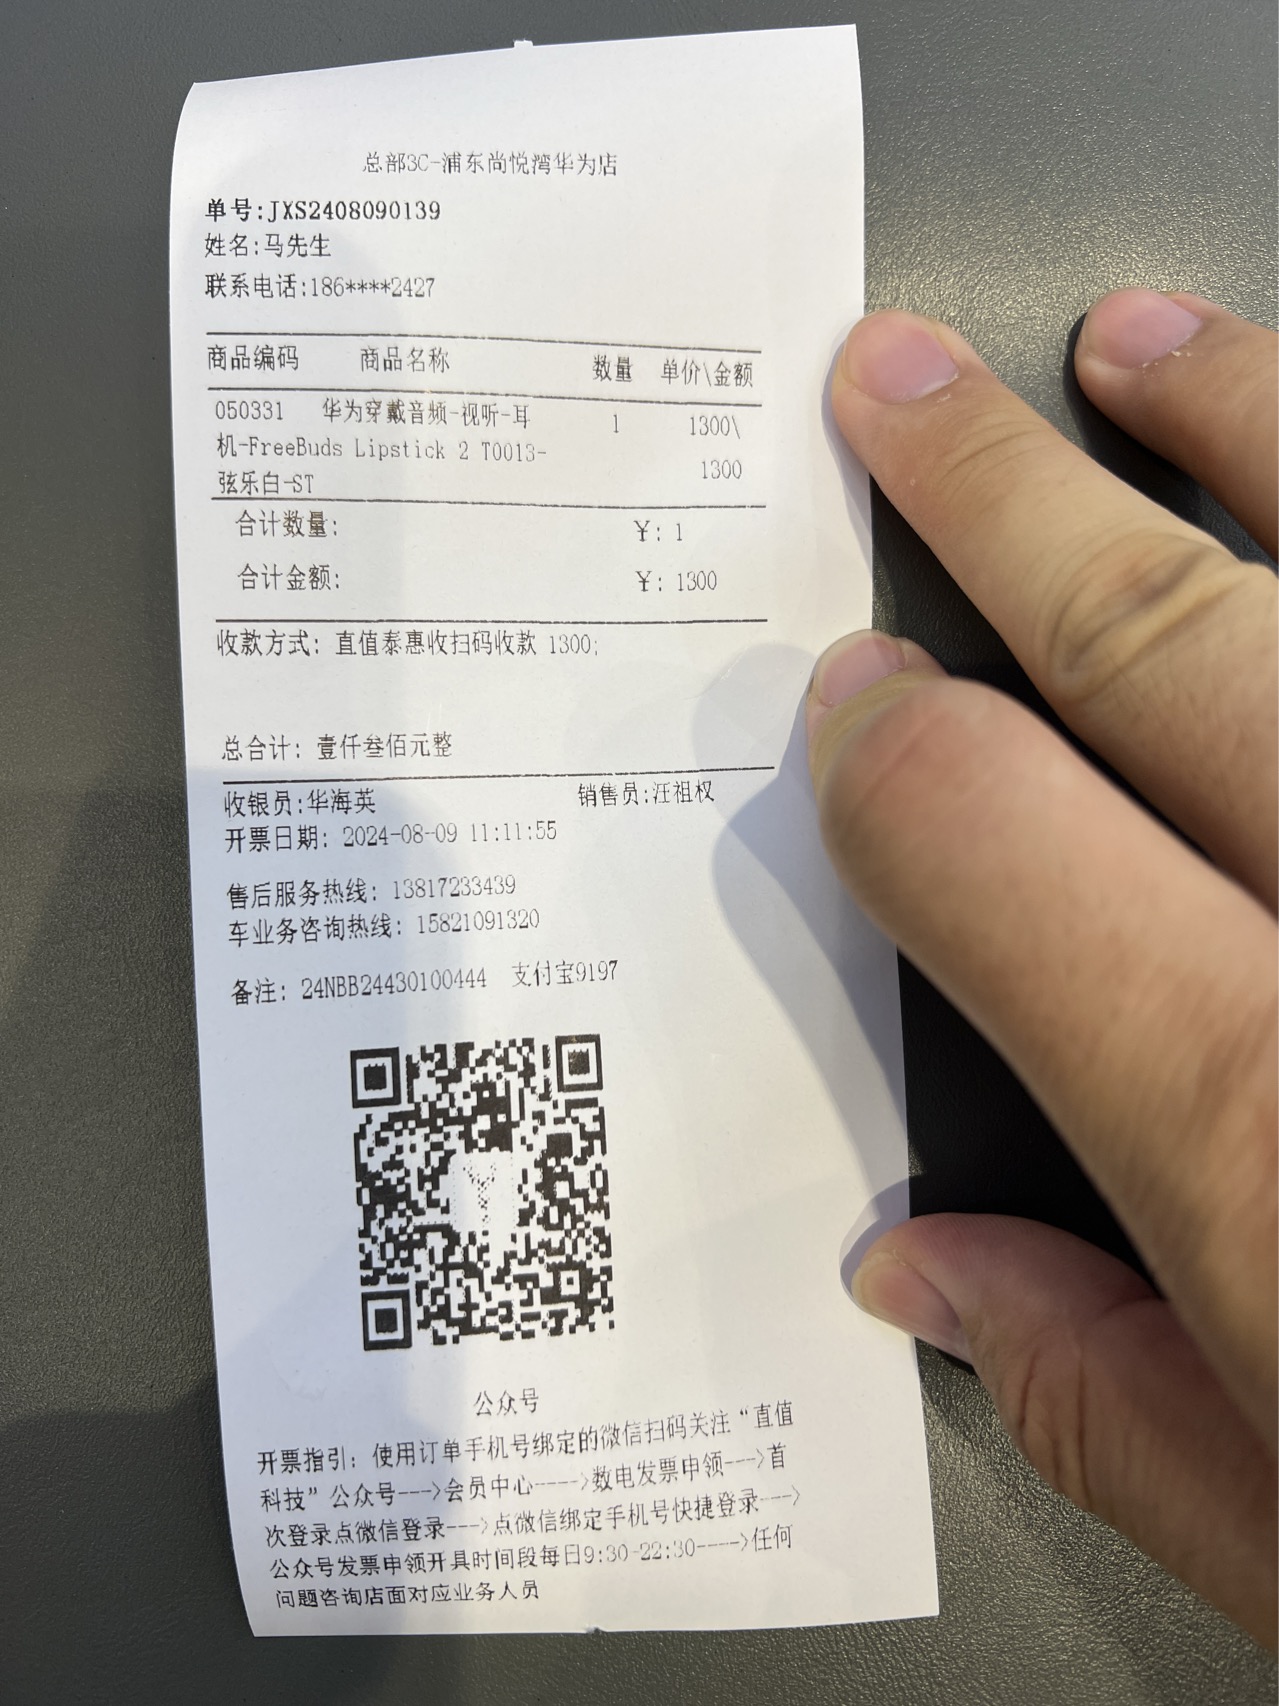 总部3C-浦东尚悦湾华为店
单号:JXS2408090139
姓名:马先生
联系电话:186****2427
商品编码 商品名称 数量 单价\金额
050331 华为穿戴音频-视听-耳 1 1300\
机-FreeBuds Lipstick 2 T0013- 1300
弦乐白-ST
合计数量: ¥: 1
合计金额: ¥: 1300
收款方式: 直值泰惠收扫码收款 1300;
总合计: 壹仟叁佰元整
收银员:华海英 销售员:汪祖权
开票日期: 2024-08-09 11:11:55
售后服务热线: 13817233439
车业务咨询热线: 15821091320
备注: 24NBB24430100444 支付宝9197
公众号
开票指引: 使用订单手机号绑定的微信扫码关注“直值
科技”公众号--->会员中心----->数电发票申领--->首
次登录点微信登录--->点微信绑定手机号快捷登录--->
公众号发票申领开具时间段每日9:30-22:30---->任何
问题咨询店面对应业务人员